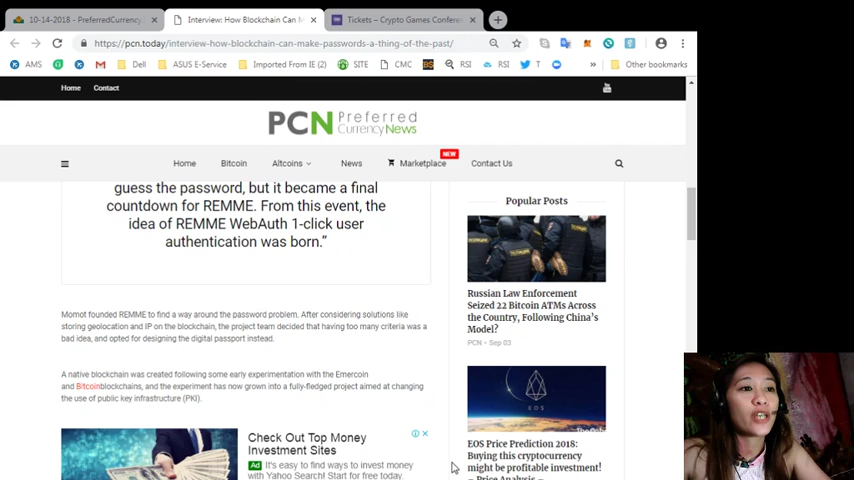 10-14-2018 - PreferredCurrency
Interview: How Blockchain Can M
Tickets – Crypto Games Confere
https://pcn.today/interview-how-blockchain-can-make-passwords-a-thing-of-the-past/
AMS
G
Dell
ASUS E-Service
Imported From IE (2)
SITE
CMC
BS
RSI
RSI
T
»
Other bookmarks
Home
Contact
PCN Preferred
CurrencyNews
NEW
Home
Bitcoin
Altcoins
News
Marketplace
Contact Us
guess the password, but it became a final
countdown for REMME. From this event, the
idea of REMME WebAuth 1-click user
authentication was born.”
Momot founded REMME to find a way around the password problem. After considering solutions like
storing geolocation and IP on the blockchain, the project team decided that having too many criteria was a
bad idea, and opted for designing the digital passport instead.
A native blockchain was created following some early experimentation with the Emercoin
and Bitcoinblockchains, and the experiment has now grown into a fully-fledged project aimed at changing
the use of public key infrastructure (PKI).
Check Out Top Money
Investment Sites
Ad It's easy to find ways to invest money
with Yahoo Search! Start for free today.
Popular Posts
Russian Law Enforcement
Seized 22 Bitcoin ATMs Across
the Country, Following China’s
Model?
PCN - Sep 03
EOS
EOS Price Prediction 2018:
Buying this cryptocurrency
might be profitable investment!
– Price Analysis –